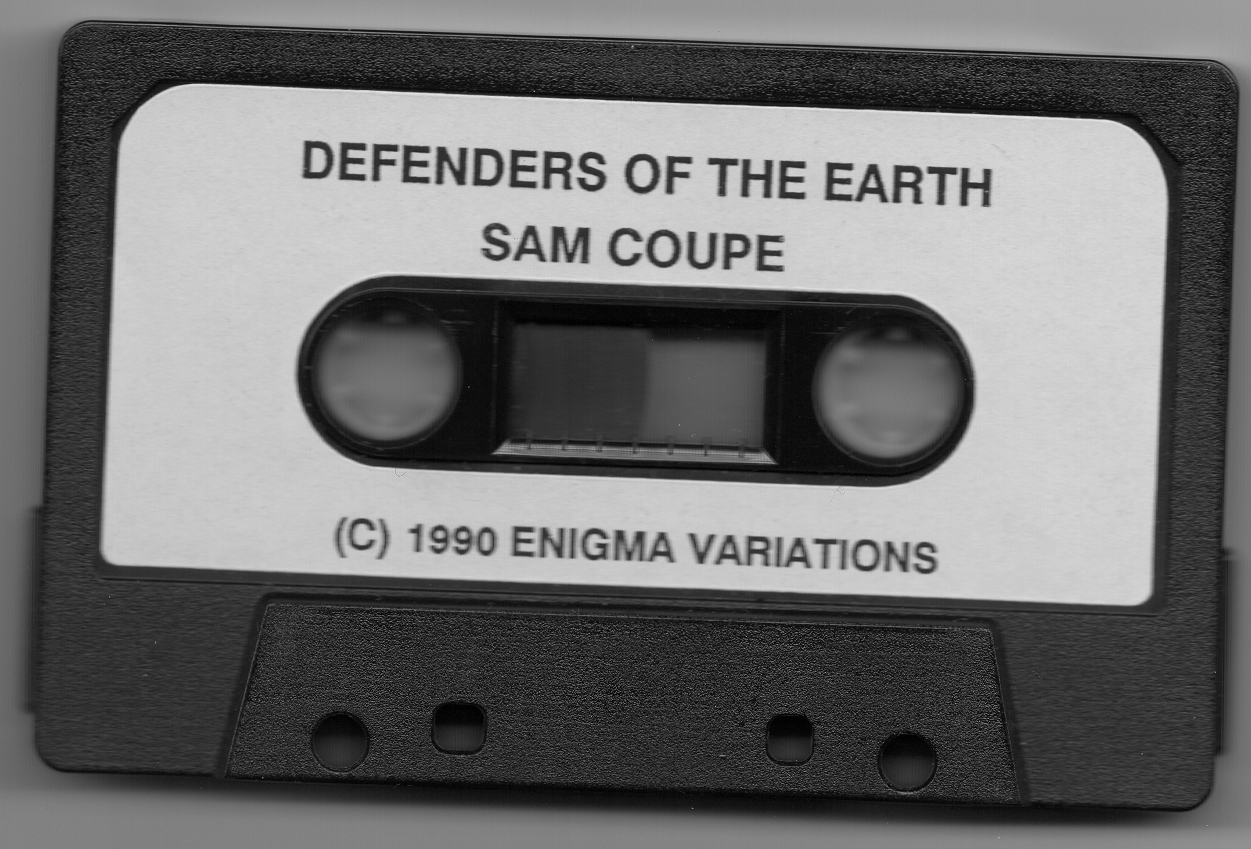 DEFENDERS OF THE EARTH
SAM COUPE
(C) 1990 ENIGMA VARIATIONS